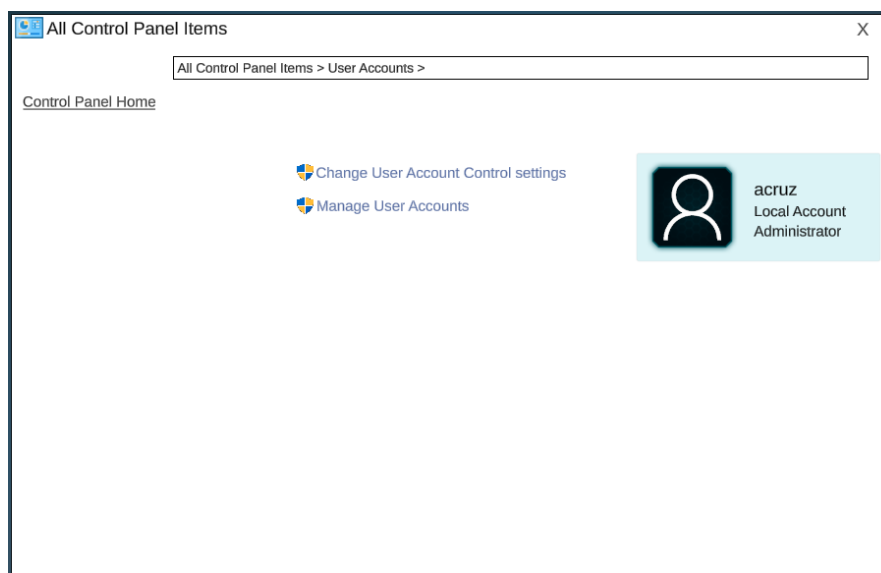 All Control Panel Items
X
All Control Panel Items > User Accounts >
Control Panel Home
Change User Account Control settings
Manage User Accounts
acruz
Local Account
Administrator